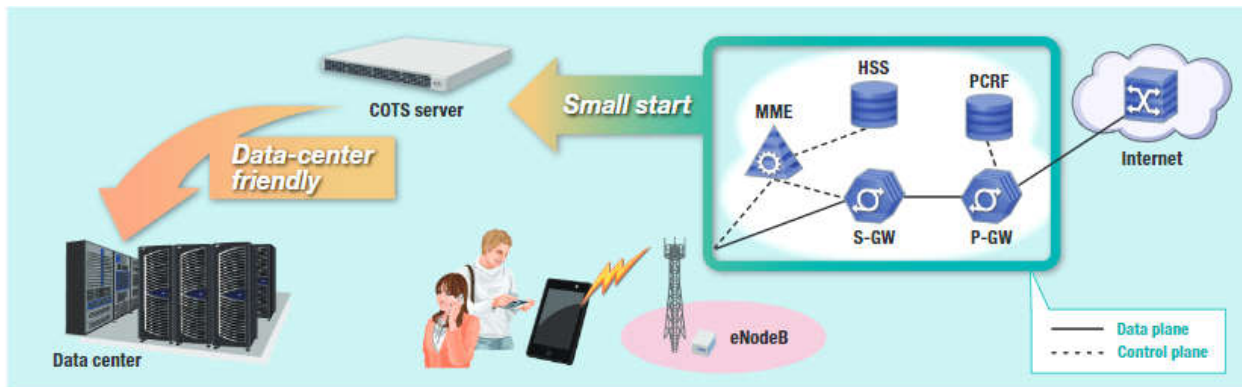 COTS server
Small start
Data-center
friendly
HSS
PCRF
MME
S-GW
P-GW
Internet
eNodeB
Data center
Data plane
Control plane